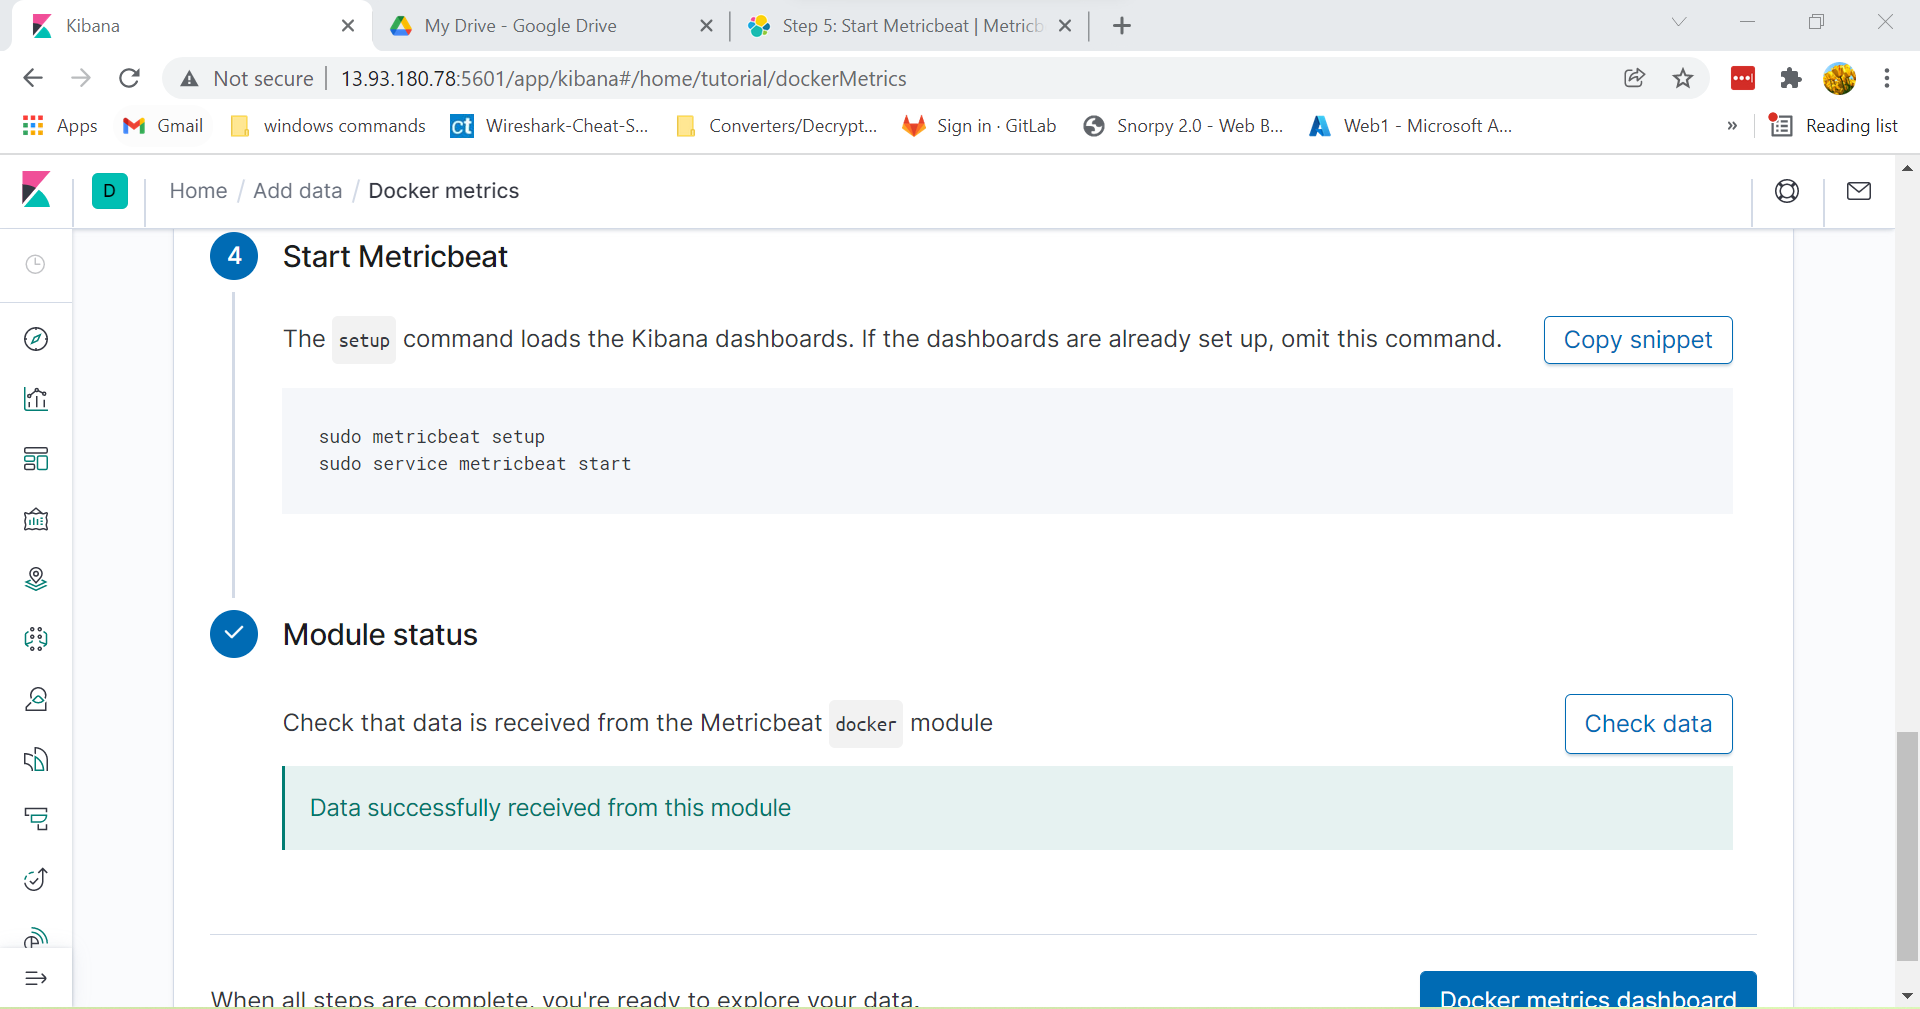 Kibana
My Drive - Google Drive
Step 5: Start Metricbeat | Metricb
Not secure
13.93.180.78:5601/app/kibana#/home/tutorial/dockerMetrics
Apps
Gmail
windows commands
ct
Wireshark-Cheat-S...
Converters/Decrypt...
Sign in · GitLab
Snorpy 2.0 - Web B...
Web1 - Microsoft A...
»
Reading list
D
Home / Add data / Docker metrics
4
Start Metricbeat
The setup command loads the Kibana dashboards. If the dashboards are already set up, omit this command.
Copy snippet
sudo metricbeat setup
sudo service metricbeat start
Module status
Check that data is received from the Metricbeat docker module
Check data
Data successfully received from this module
When all steps are complete, you're ready to explore your data.
Docker metrics dashboard